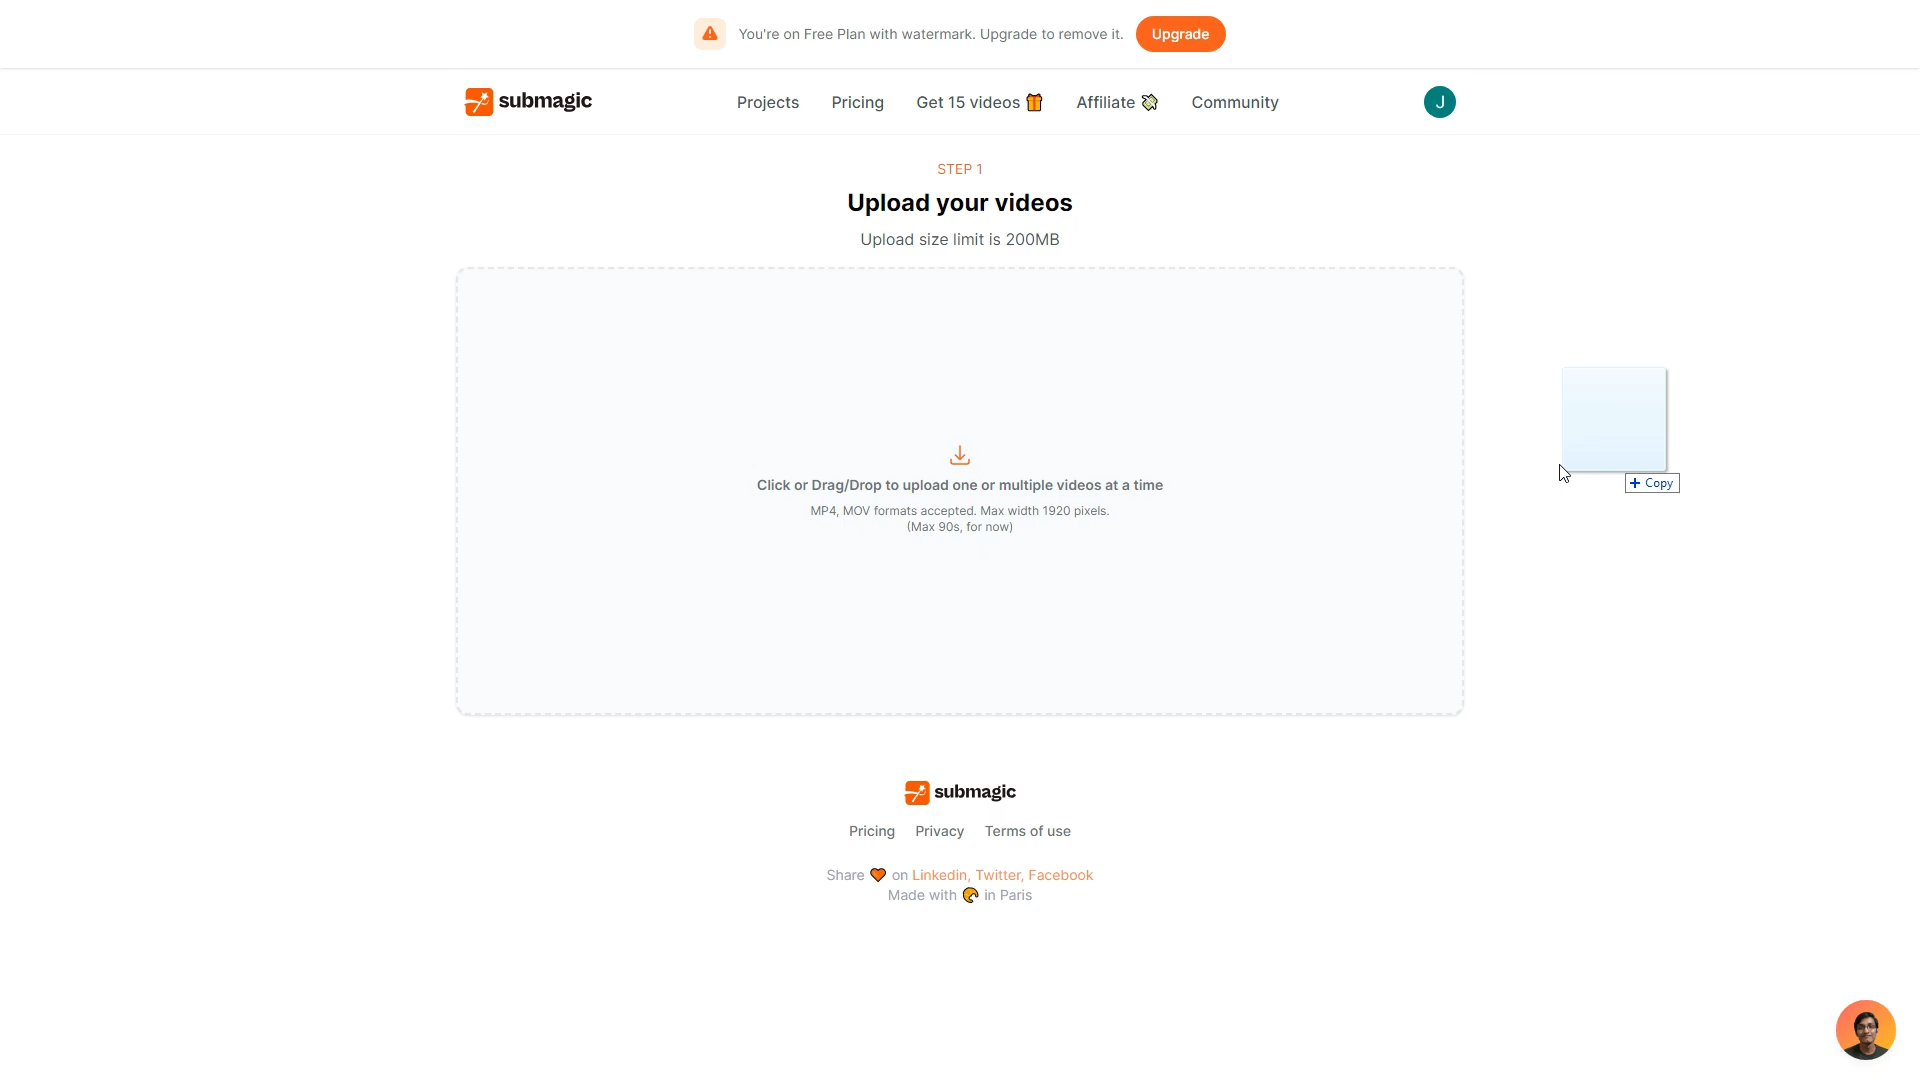 You're on Free Plan with watermark. Upgrade to remove it. Upgrade
submagic Projects Pricing Get 15 videos Affiliate Community J
STEP 1
Upload your videos
Upload size limit is 200MB
Click or Drag/Drop to upload one or multiple videos at a time
MP4, MOV formats accepted. Max width 1920 pixels.
(Max 90s, for now)
+ Copy
submagic
Pricing Privacy Terms of use
Share on Linkedin, Twitter, Facebook
Made with in Paris